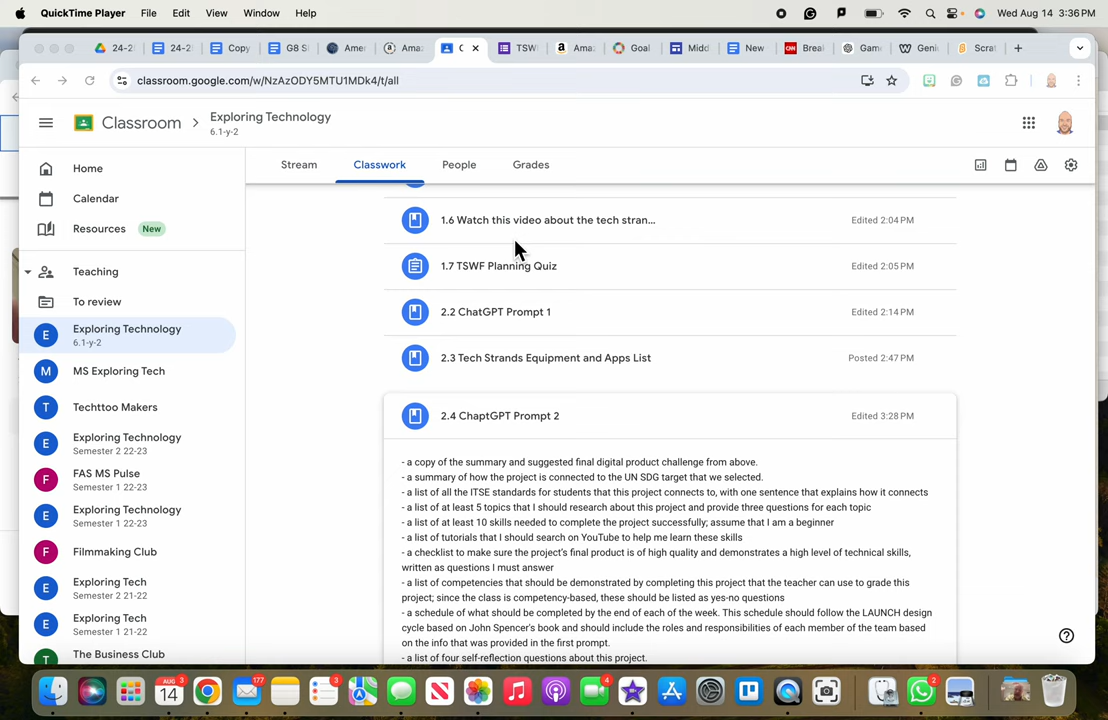 QuickTime Player File Edit View Window Help
Wed Aug 14 3:36 PM
24-2 24-2 Copy G8 S Amer Ama C TSW Ama Goal Midd New Brea Gam Geni Scrat
classroom.google.com/w/NzAzODY5MTU1MDk4/t/all
Classroom
Exploring Technology
6.1-y-2
Stream Classwork People Grades
Home
Calendar
Resources New
Teaching
To review
Exploring Technology
6.1-y-2
MS Exploring Tech
Techttoo Makers
Exploring Technology
Semester 2 22-23
FAS MS Pulse
Semester 1 22-23
Exploring Technology
Semester 1 22-23
Filmmaking Club
Exploring Tech
Semester 2 21-22
Exploring Tech
Semester 1 21-22
The Business Club
1.6 Watch this video about the tech stran... Edited 2:04 PM
1.7 TSWF Planning Quiz Edited 2:05 PM
2.2 ChatGPT Prompt 1 Edited 2:14 PM
2.3 Tech Strands Equipment and Apps List Posted 2:47 PM
2.4 ChaptGPT Prompt 2 Edited 3:28 PM
- a copy of the summary and suggested final digital product challenge from above.
- a summary of how the project is connected to the UN SDG target that we selected.
- a list of all the ITSE standards for students that this project connects to, with one sentence that explains how it connects
- a list of at least 5 topics that I should research about this project and provide three questions for each topic
- a list of at least 10 skills needed to complete the project successfully; assume that I am a beginner
- a list of tutorials that I should search on YouTube to help me learn these skills
- a checklist to make sure the project's final product is of high quality and demonstrates a high level of technical skills,
written as questions I must answer
- a list of competencies that should be demonstrated by completing this project that the teacher can use to grade this
project; since the class is competency-based, these should be listed as yes-no questions
- a schedule of what should be completed by the end of each of the week. This schedule should follow the LAUNCH design
cycle based on John Spencer's book and should include the roles and responsibilities of each member of the team based
on the info that was provided in the first prompt.
- a list of four self-reflection questions about this project.